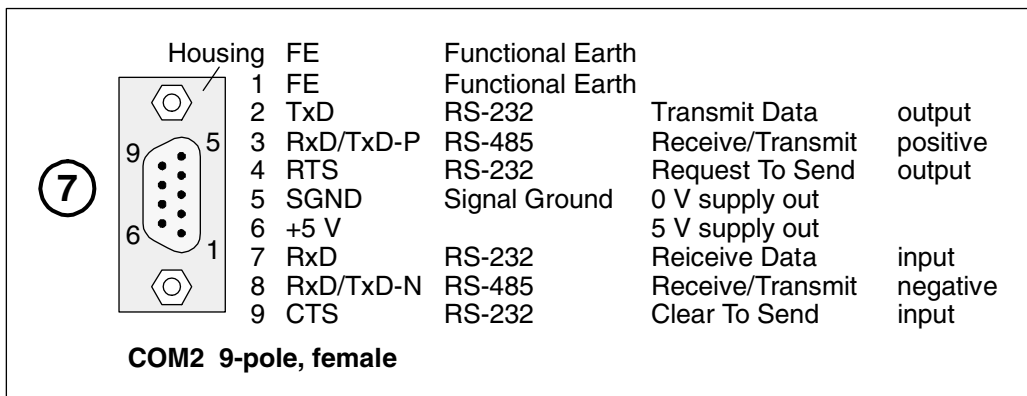 Housing FE Functional Earth
1 FE Functional Earth
2 TxD RS-232 Transmit Data output
3 RxD/TxD-P RS-485 Receive/Transmit positive
4 RTS RS-232 Request To Send output
5 SGND Signal Ground 0 V supply out
6 +5 V 5 V supply out
7 RxD RS-232 Reiceive Data input
8 RxD/TxD-N RS-485 Receive/Transmit negative
9 CTS RS-232 Clear To Send input
7
9 5
6 1
COM2 9-pole, female